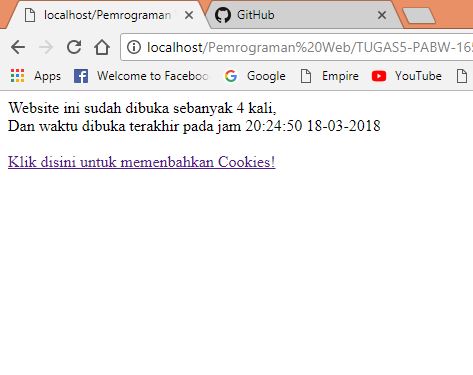 localhost/Pemrograman
GitHub
localhost/Pemrograman%20Web/TUGAS5-PABW-165
Apps Welcome to Faceboo Google Empire YouTube
Website ini sudah dibuka sebanyak 4 kali,
Dan waktu dibuka terakhir pada jam 20:24:50 18-03-2018
Klik disini untuk memenbahkan Cookies!